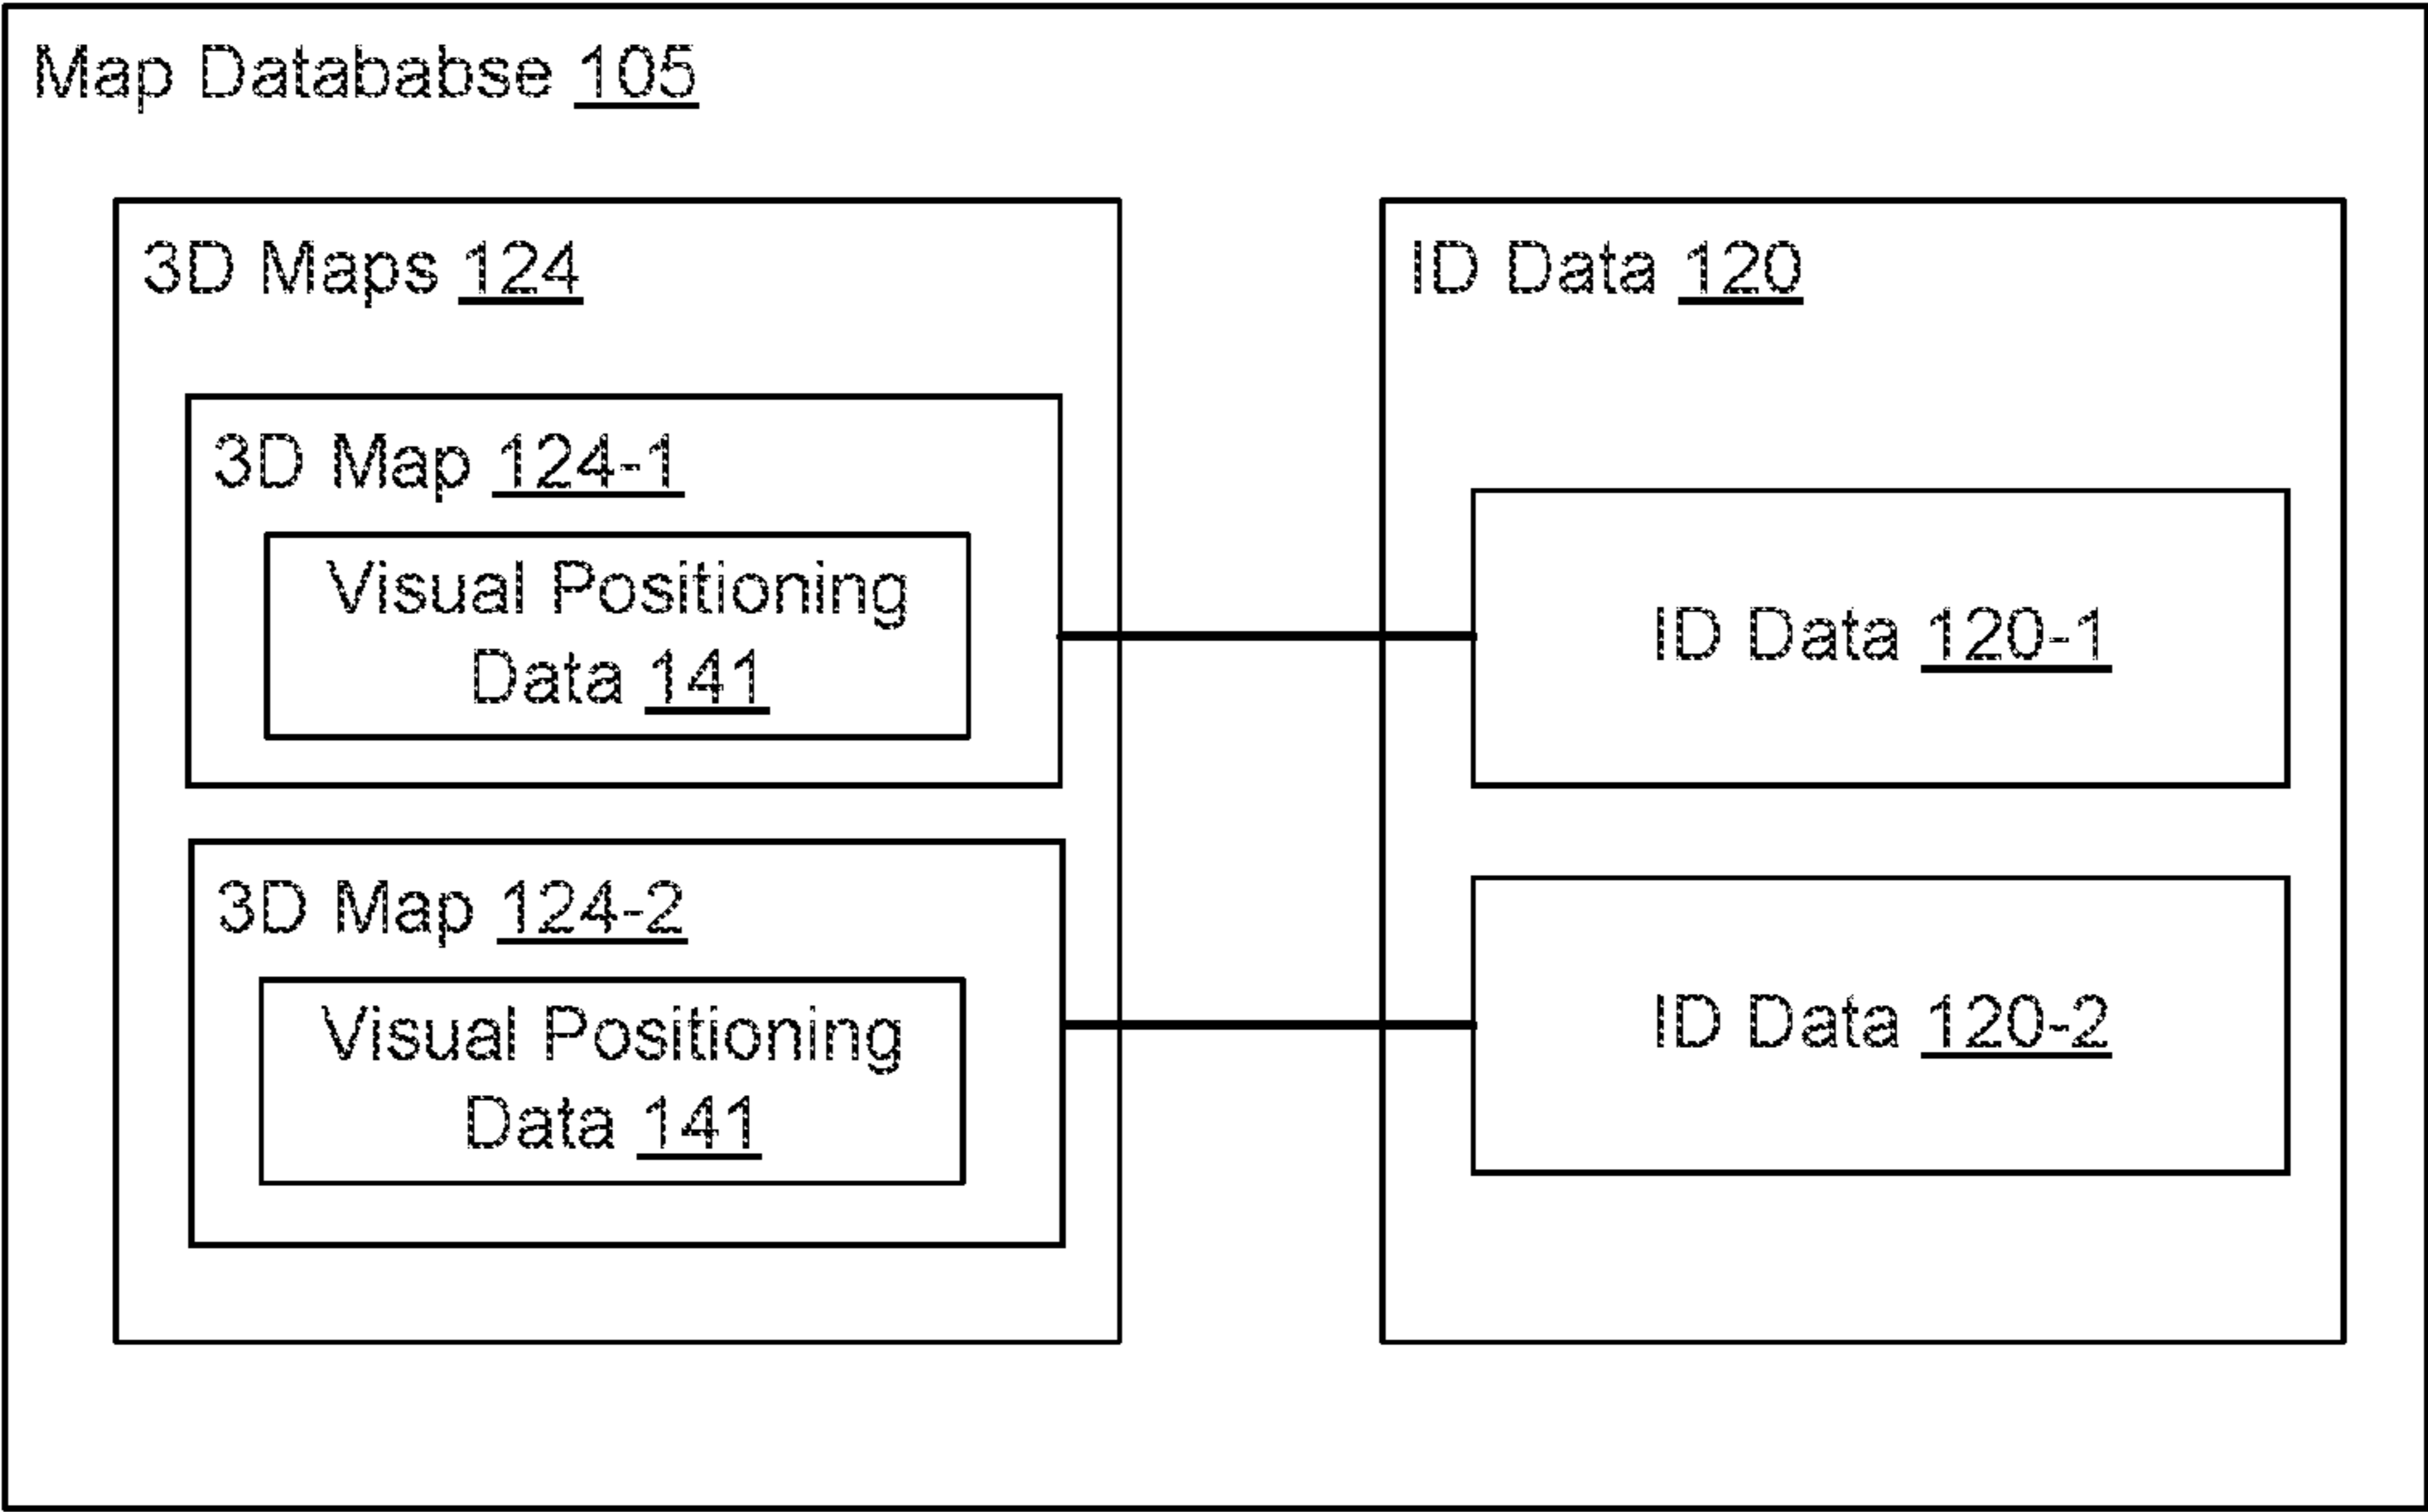 Map Datababse 105
3D Maps 124
3D Map 124-1
Visual Positioning
Data 141
3D Map 124-2
Visual Positioning
Data 141
ID Data 120
ID Data 120-1
ID Data 120-2